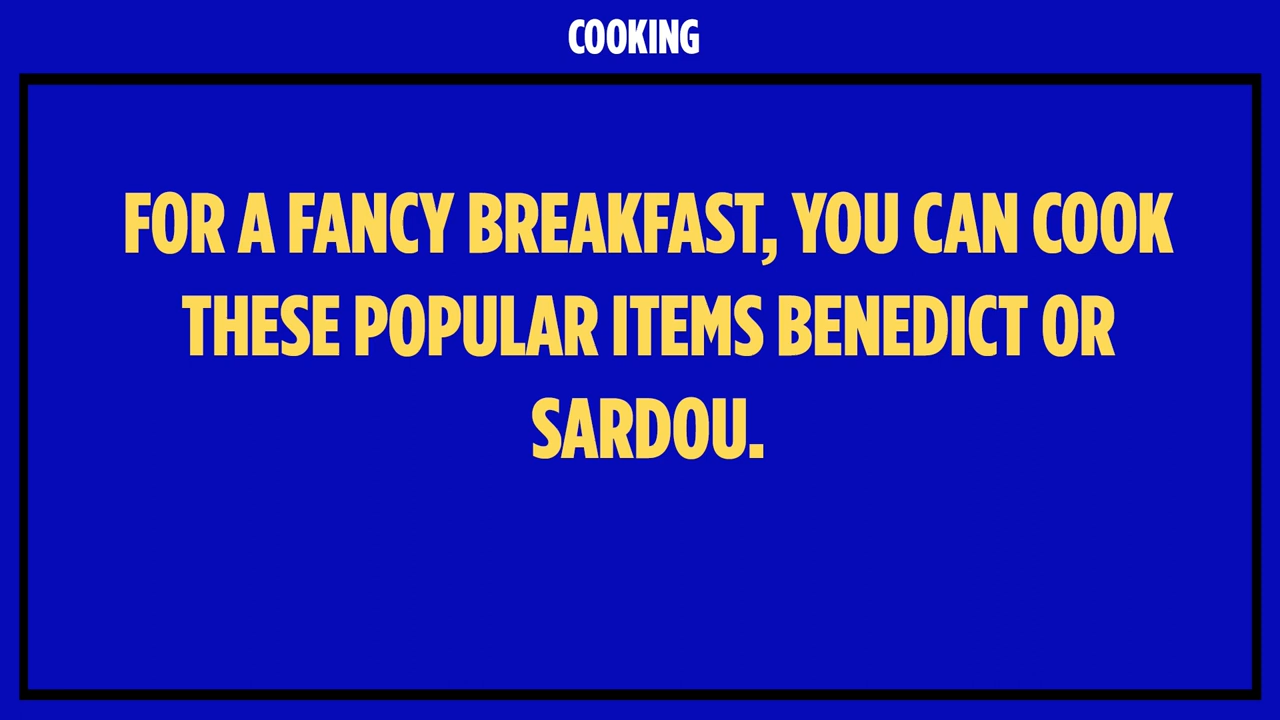 COOKING
FOR A FANCY BREAKFAST, YOU CAN COOK
THESE POPULAR ITEMS BENEDICT OR
SARDOU.